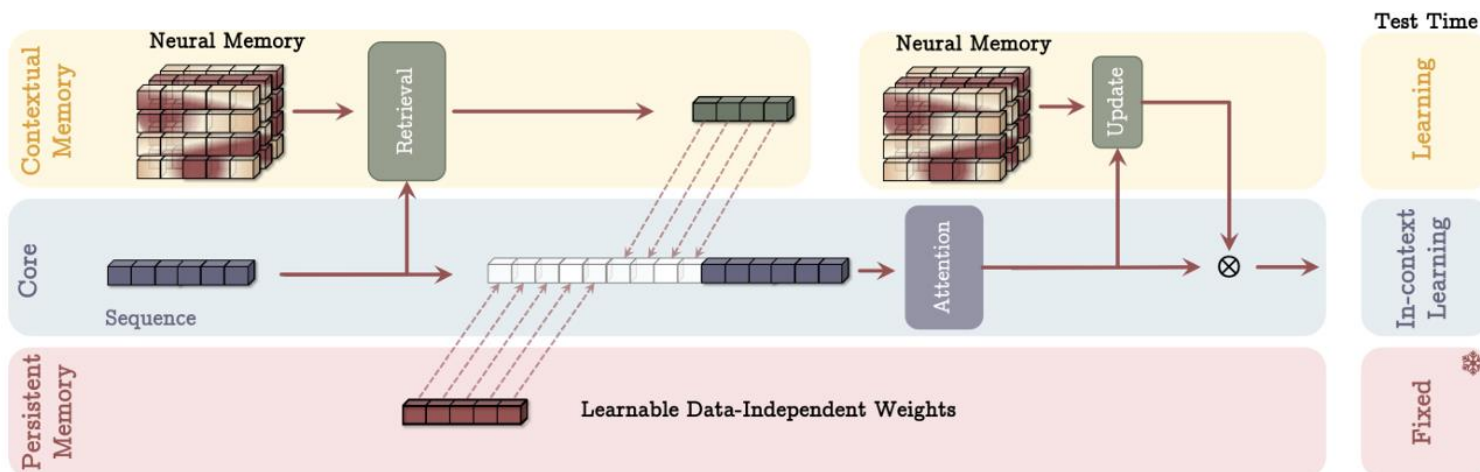 Test Time
Contextual
Memory
Neural Memory
Retrieval
Neural Memory
Update
Learning
Core
Sequence
Attention
In-context
Learning
Persistent
Memory
Learnable Data-Independent Weights
Fixed